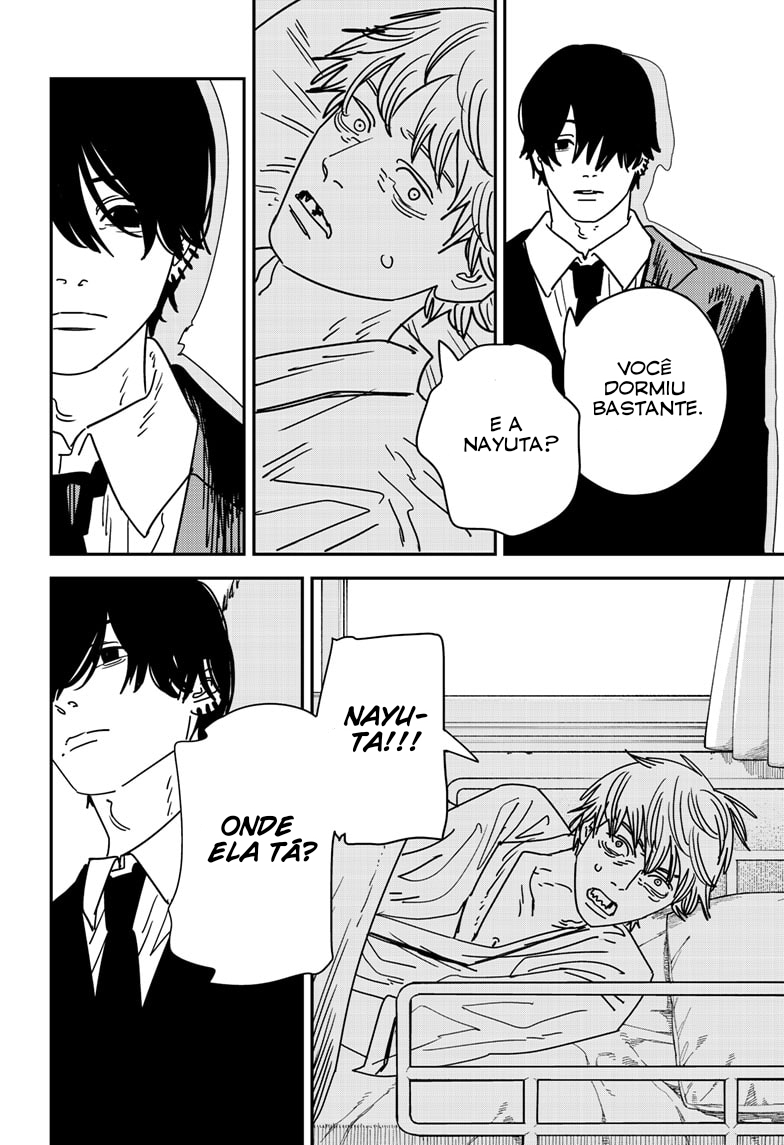 VOCÊ
DORMIU
BASTANTE.
E A
NAYUTA?
NAYU-
TA!!!
ONDE
ELA TÁ?